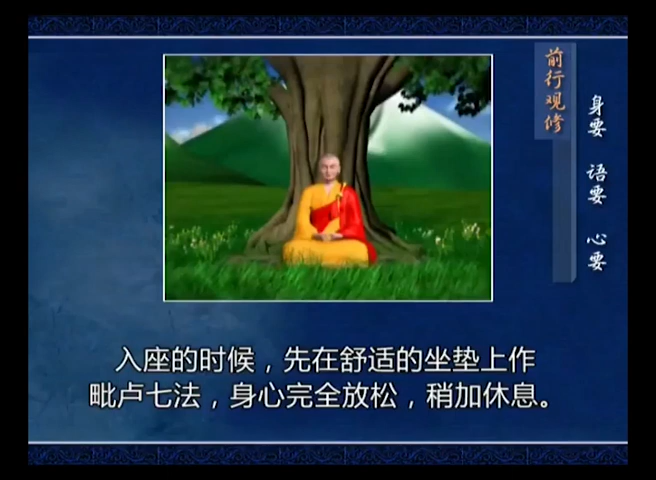 前行观修
身要 语要 心要
入座的时候，先在舒适的坐垫上作
毗卢七法，身心完全放松，稍加休息。